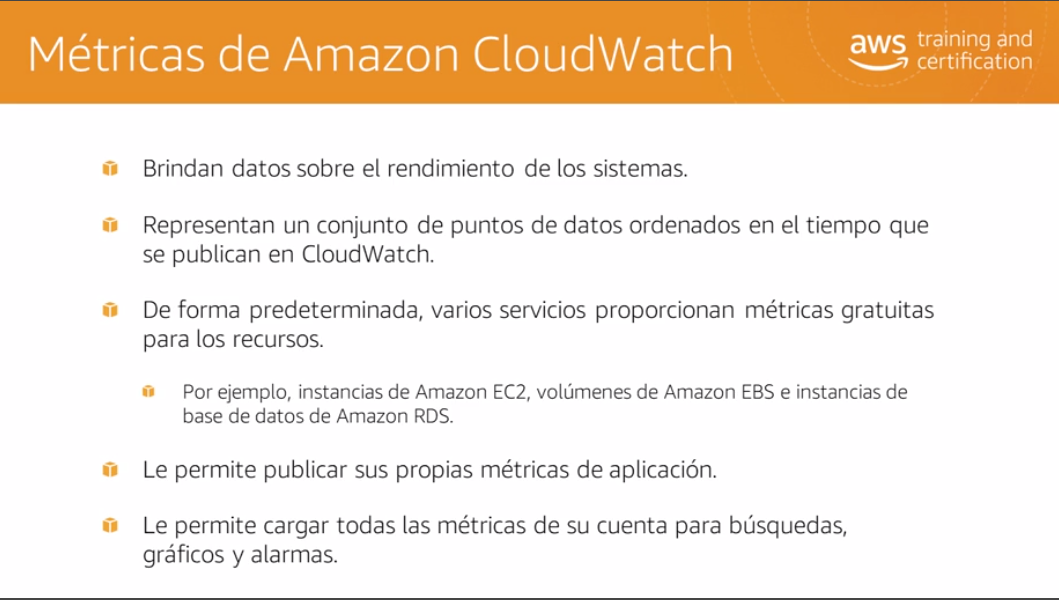 Métricas de Amazon CloudWatch
aws training and
certification
Brindan datos sobre el rendimiento de los sistemas.
Representan un conjunto de puntos de datos ordenados en el tiempo que
se publican en CloudWatch.
De forma predeterminada, varios servicios proporcionan métricas gratuitas
para los recursos.
Por ejemplo, instancias de Amazon EC2, volúmenes de Amazon EBS e instancias de
base de datos de Amazon RDS.
Le permite publicar sus propias métricas de aplicación.
Le permite cargar todas las métricas de su cuenta para búsquedas,
gráficos y alarmas.